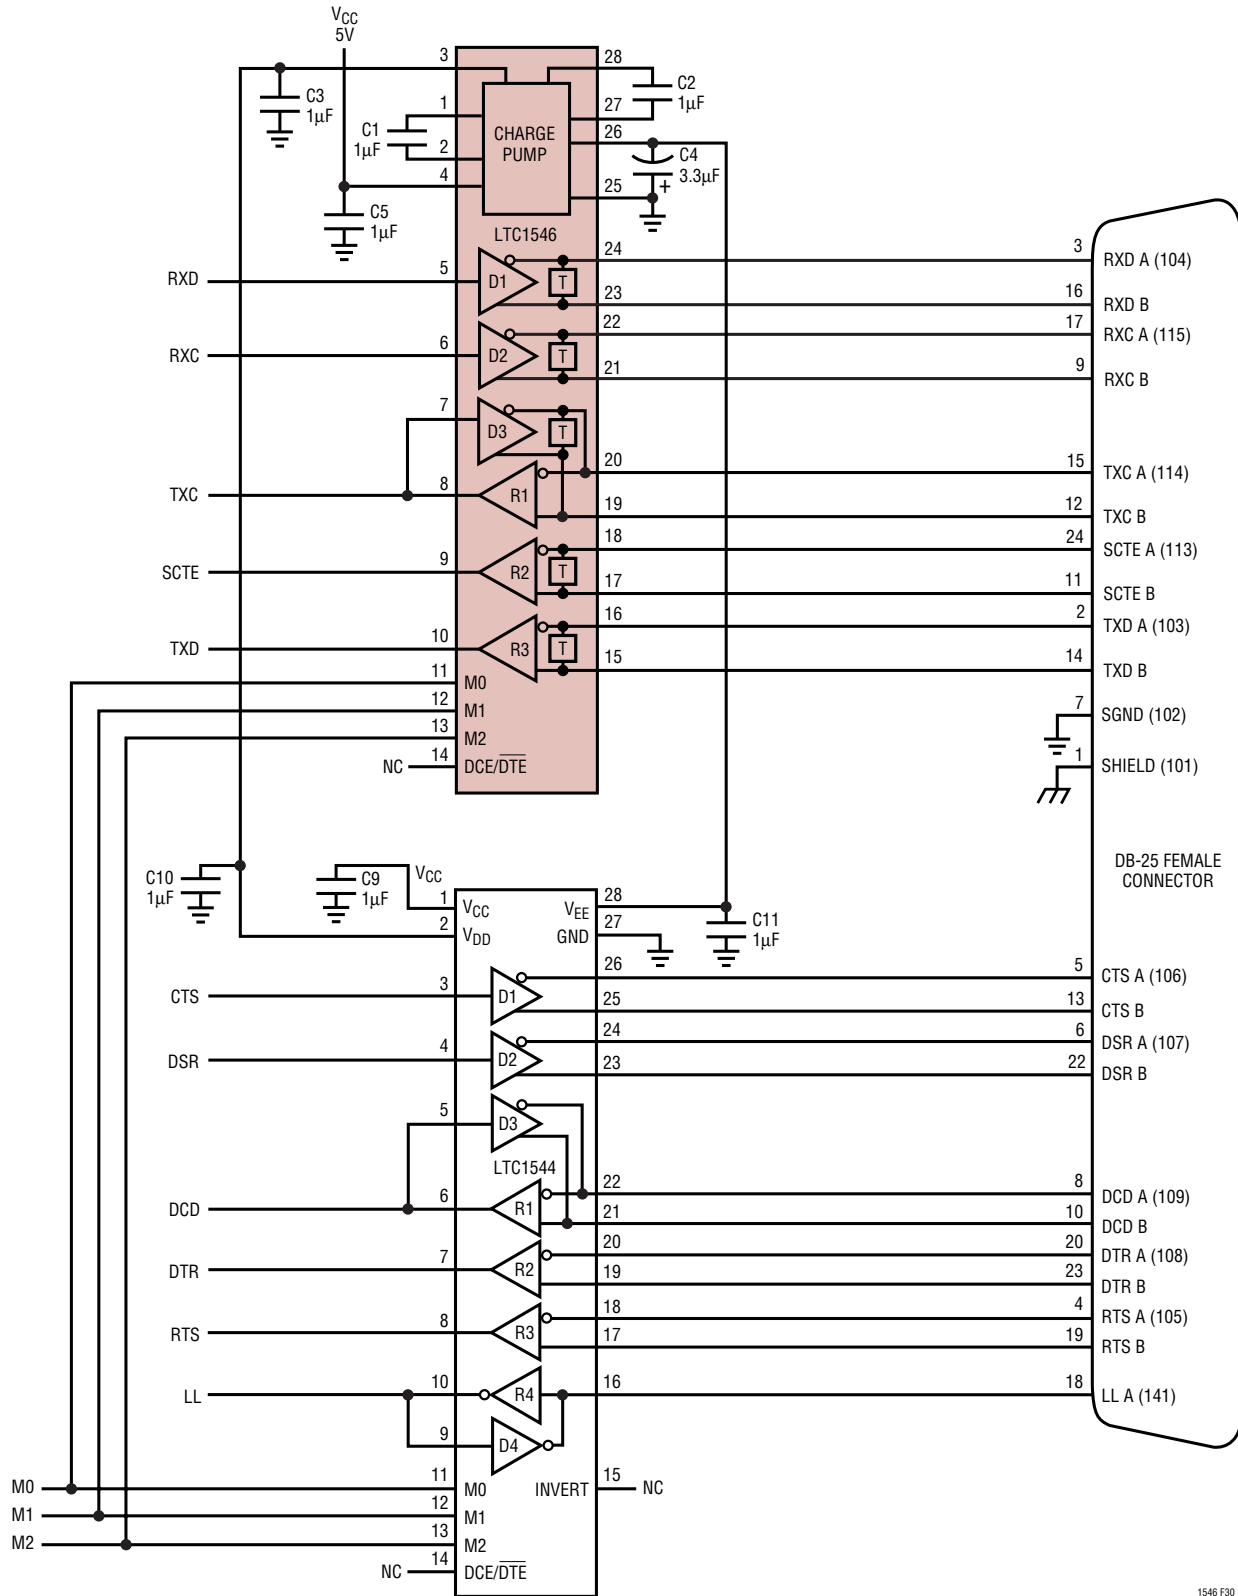 VCC
5V
3
28
C3
1µF
C2
1µF
1
27
C1
1µF
CHARGE
PUMP
26
2
C4
3.3µF
4
25
+
C5
1µF
LTC1546
RXD
5
D1
T
24
3
RXD A (104)
23
16
RXD B
RXC
6
D2
T
22
17
RXC A (115)
21
9
RXC B
7
D3
T
20
15
TXC A (114)
TXC
8
R1
19
12
TXC B
18
24
SCTE A (113)
SCTE
9
R2
T
17
11
SCTE B
16
2
TXD A (103)
TXD
10
R3
T
15
14
TXD B
11
M0
12
M1
7
SGND (102)
13
M2
NC
14
DCE/DTE
1
SHIELD (101)
DB-25 FEMALE
CONNECTOR
C10
1µF
C9
1µF
VCC
1
VCC
VEE
28
C11
1µF
2
VDD
GND
27
CTS
3
D1
26
5
CTS A (106)
25
13
CTS B
DSR
4
D2
24
6
DSR A (107)
23
22
DSR B
5
D3
LTC1544
22
8
DCD A (109)
DCD
6
R1
21
10
DCD B
20
20
DTR A (108)
DTR
7
R2
19
23
DTR B
18
4
RTS A (105)
RTS
8
R3
17
19
RTS B
LL
10
R4
16
18
LL A (141)
9
D4
M0
11
M0
INVERT
15
NC
M1
12
M1
M2
13
M2
NC
14
DCE/DTE
1546 F30